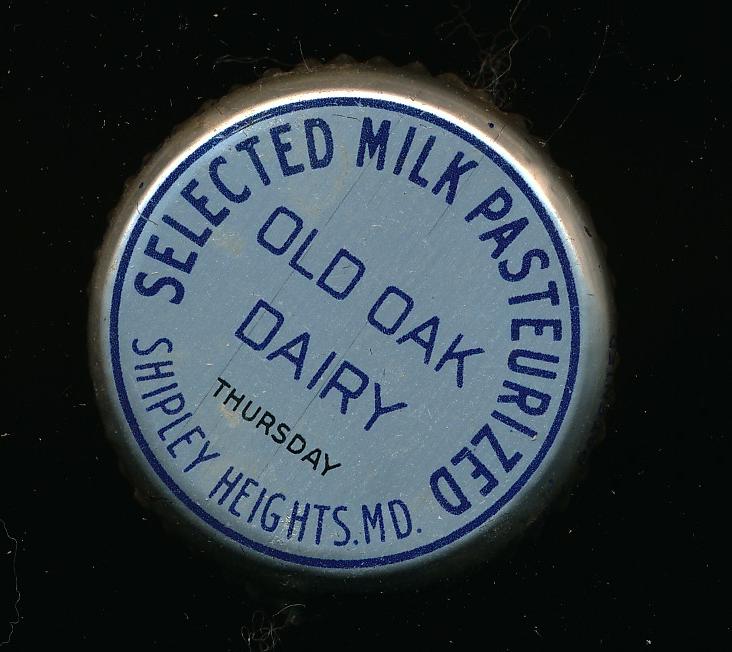 SELECTED MILK PASTEURIZED
OLD OAK
DAIRY
THURSDAY
SHIPLEY HEIGHTS.MD.